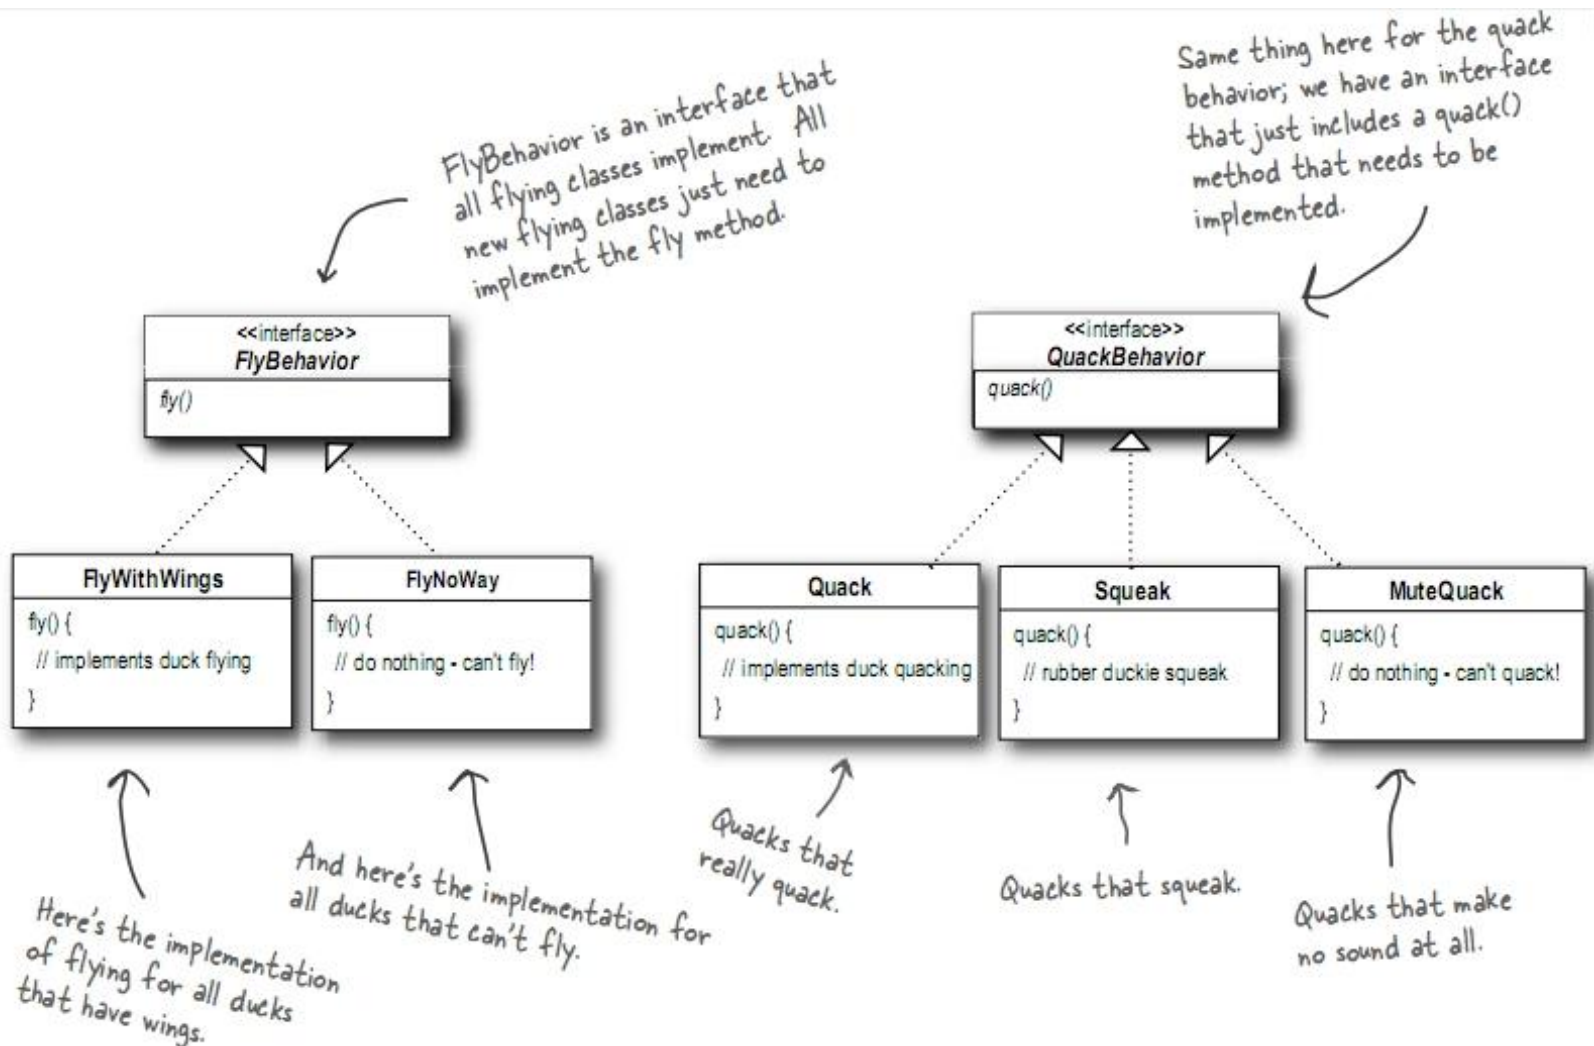 FlyBehavior is an interface that
all flying classes implement. All
new flying classes just need to
implement the fly method.
Same thing here for the quack
behavior; we have an interface
that just includes a quack()
method that needs to be
implemented.
<<interface>>
FlyBehavior
fly()
<<interface>>
QuackBehavior
quack()
FlyWithWings
fly() {
// implements duck flying
}
FlyNoWay
fly() {
// do nothing - can't fly!
}
Quack
quack() {
// implements duck quacking
}
Squeak
quack() {
// rubber duckie squeak
}
MuteQuack
quack() {
// do nothing - can't quack!
}
Here's the implementation
of flying for all ducks
that have wings.
And here's the implementation for
all ducks that can't fly.
Quacks that
really quack.
Quacks that squeak.
Quacks that make
no sound at all.